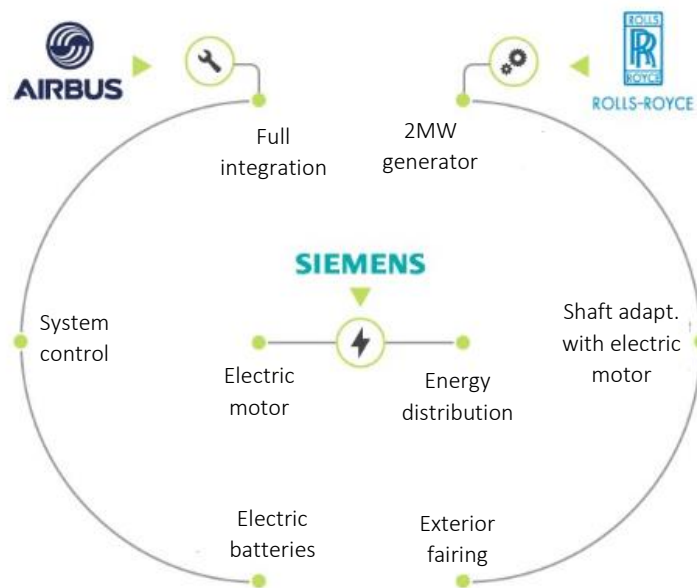 AIRBUS
ROLLS
RR
ROYCE
ROLLS-ROYCE
Full
integration
2MW
generator
SIEMENS
System
control
Shaft adapt.
with electric
motor
Electric
motor
Energy
distribution
Electric
batteries
Exterior
fairing